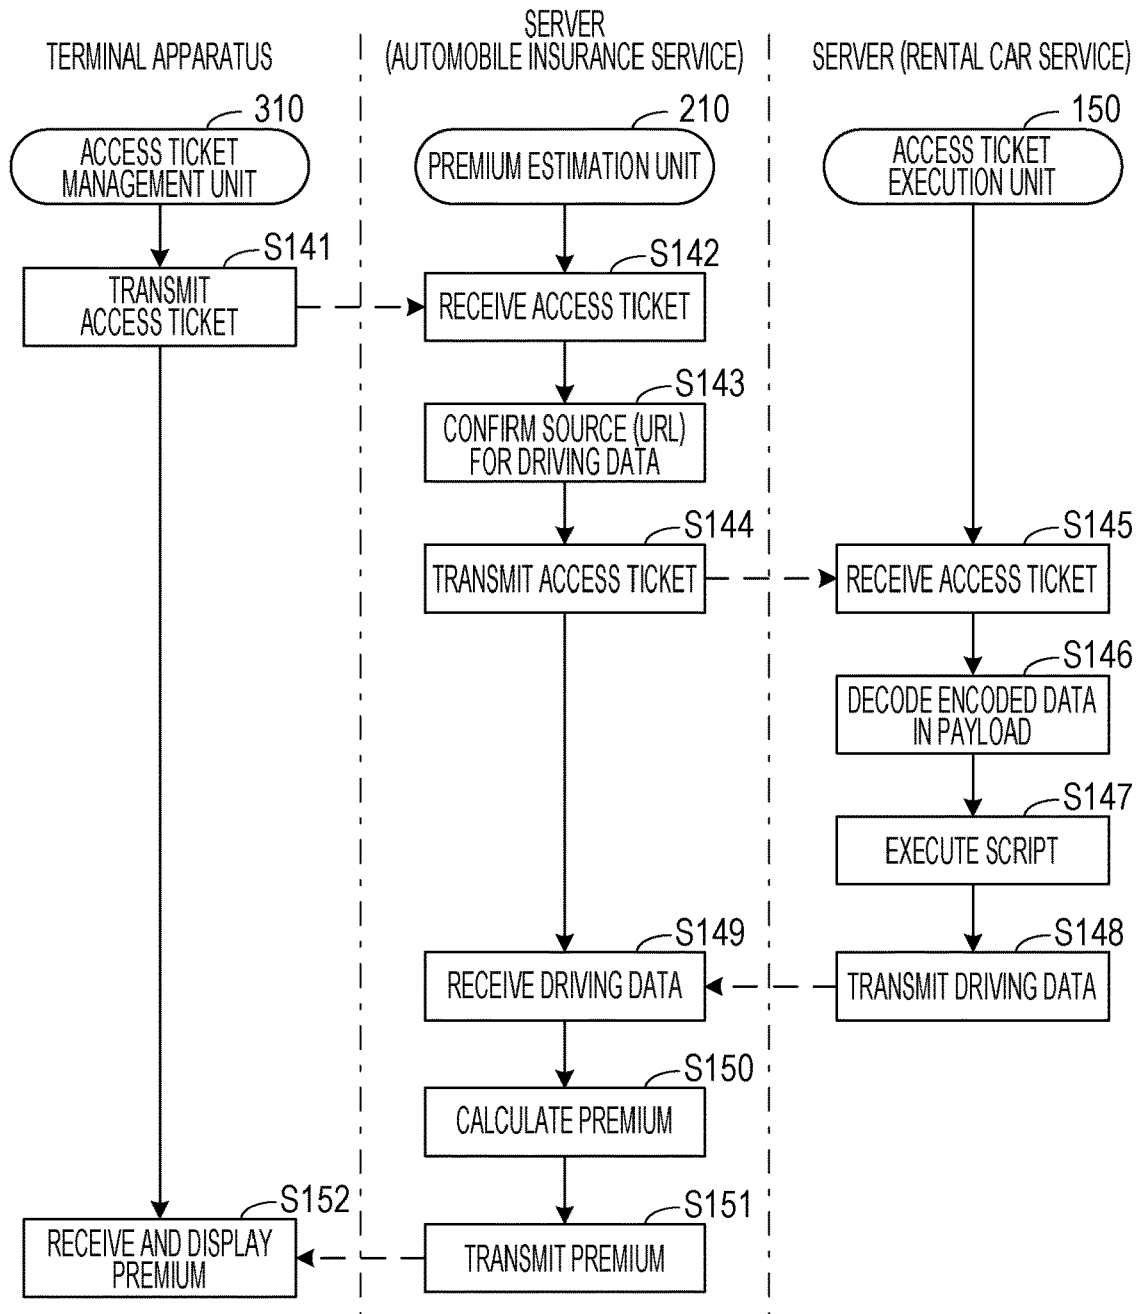 TERMINAL APPARATUS
SERVER
(AUTOMOBILE INSURANCE SERVICE)
SERVER (RENTAL CAR SERVICE)
310
ACCESS TICKET
MANAGEMENT UNIT
210
PREMIUM ESTIMATION UNIT
150
ACCESS TICKET
EXECUTION UNIT
S141
TRANSMIT
ACCESS TICKET
S142
RECEIVE ACCESS TICKET
S143
CONFIRM SOURCE (URL)
FOR DRIVING DATA
S144
TRANSMIT ACCESS TICKET
S145
RECEIVE ACCESS TICKET
S146
DECODE ENCODED DATA
IN PAYLOAD
S147
EXECUTE SCRIPT
S148
TRANSMIT DRIVING DATA
S149
RECEIVE DRIVING DATA
S150
CALCULATE PREMIUM
S151
TRANSMIT PREMIUM
S152
RECEIVE AND DISPLAY
PREMIUM